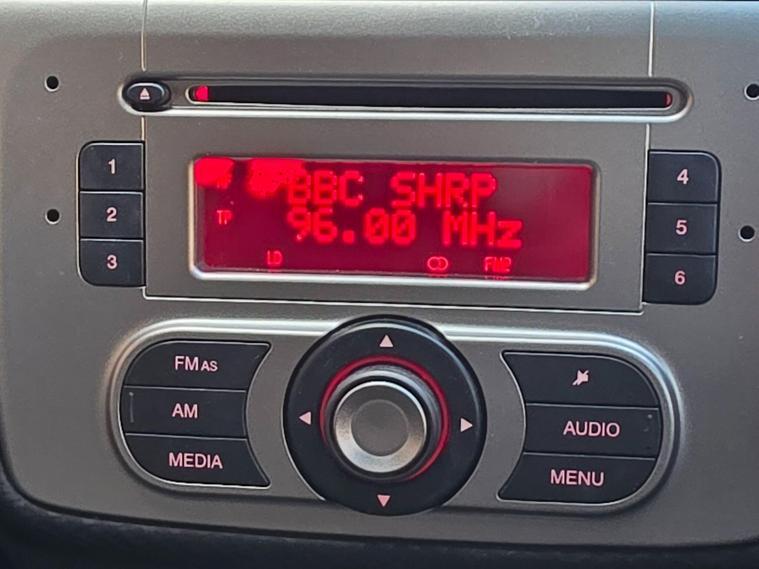 1
2
3
4
5
6
BBC SHRP
TP
96.00 MHz
LO
CD
FM2
FM AS
AM
MEDIA
AUDIO
MENU